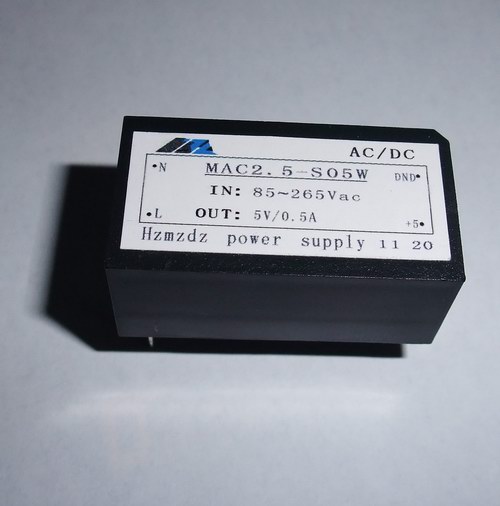 AC/DC
•N MAC2.5-S05W DND•
IN: 85~265Vac
•L OUT: 5V/0.5A +5•
Hzmzdz power supply 11 20